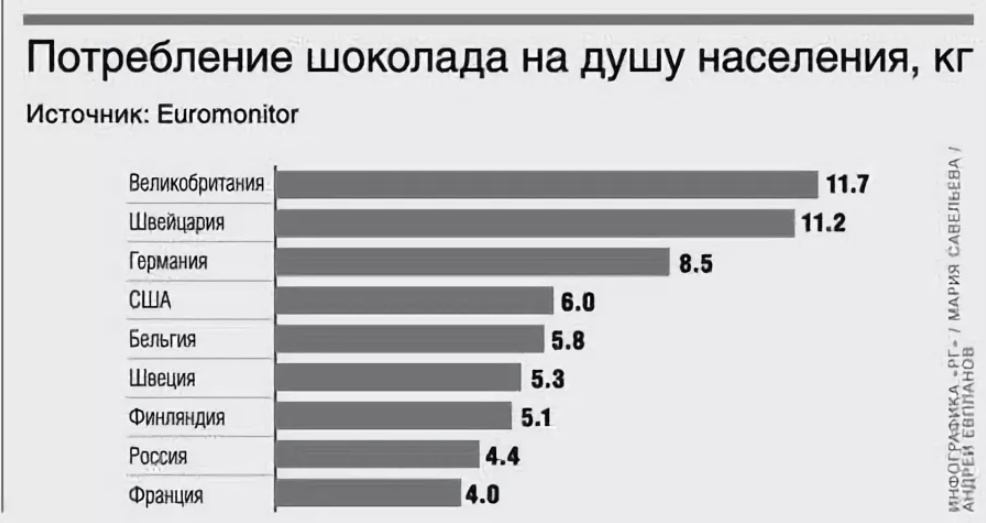 Потребление шоколада на душу населения, кг
Источник: Euromonitor
Великобритания 11.7
Швейцария 11.2
Германия 8.5
США 6.0
Бельгия 5.8
Швеция 5.3
Финляндия 5.1
Россия 4.4
Франция 4.0
ИНФОГРАФИКА «РГ» / МАРИЯ САВЕЛЬЕВА /
АНДРЕЙ ЕВПЛАНОВ